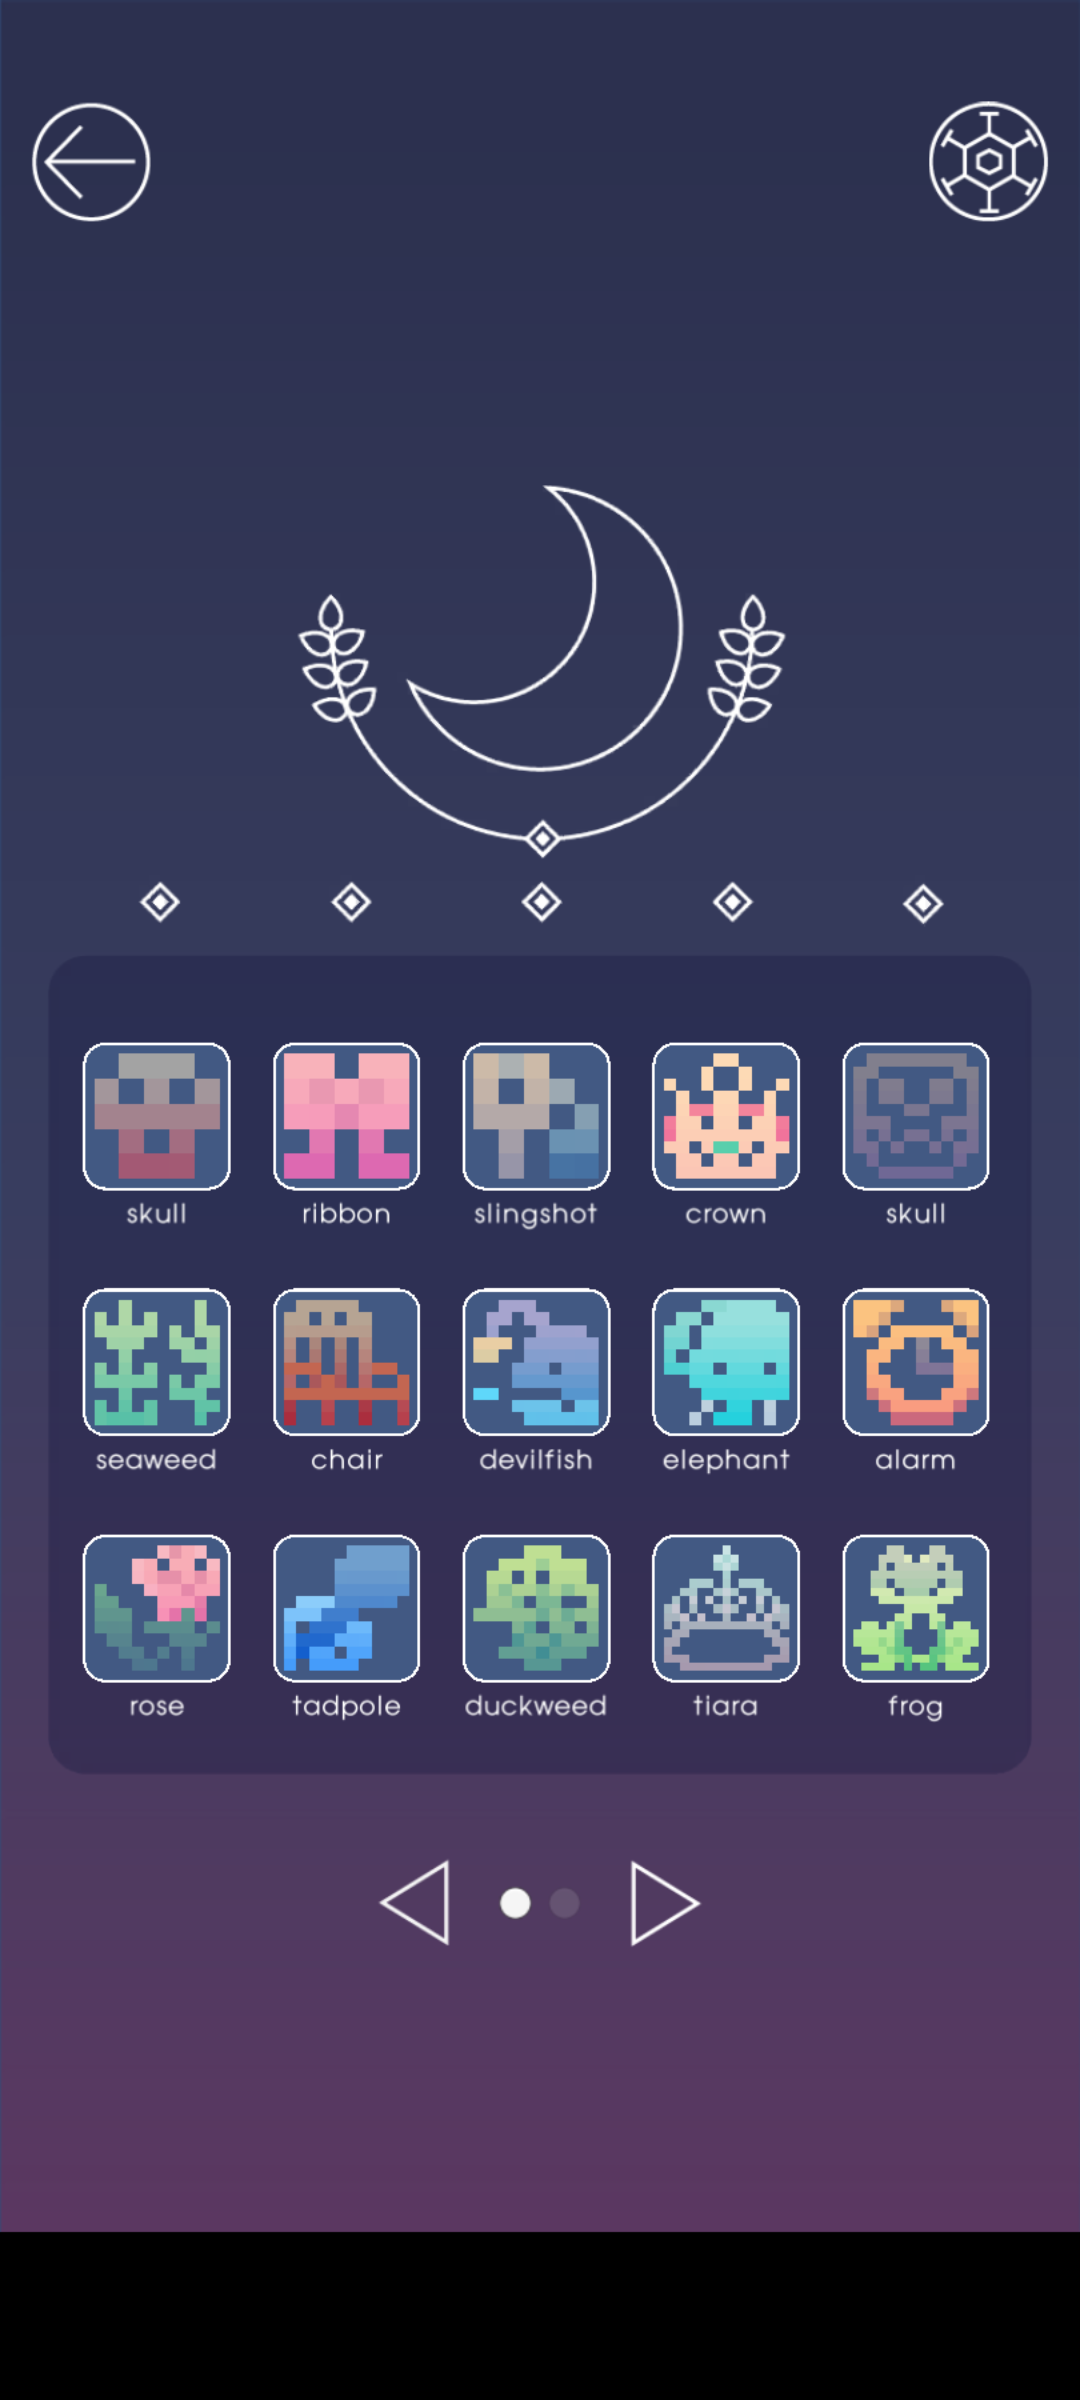 skull ribbon slingshot crown skull
seaweed chair devilfish elephant alarm
rose tadpole duckweed tiara frog